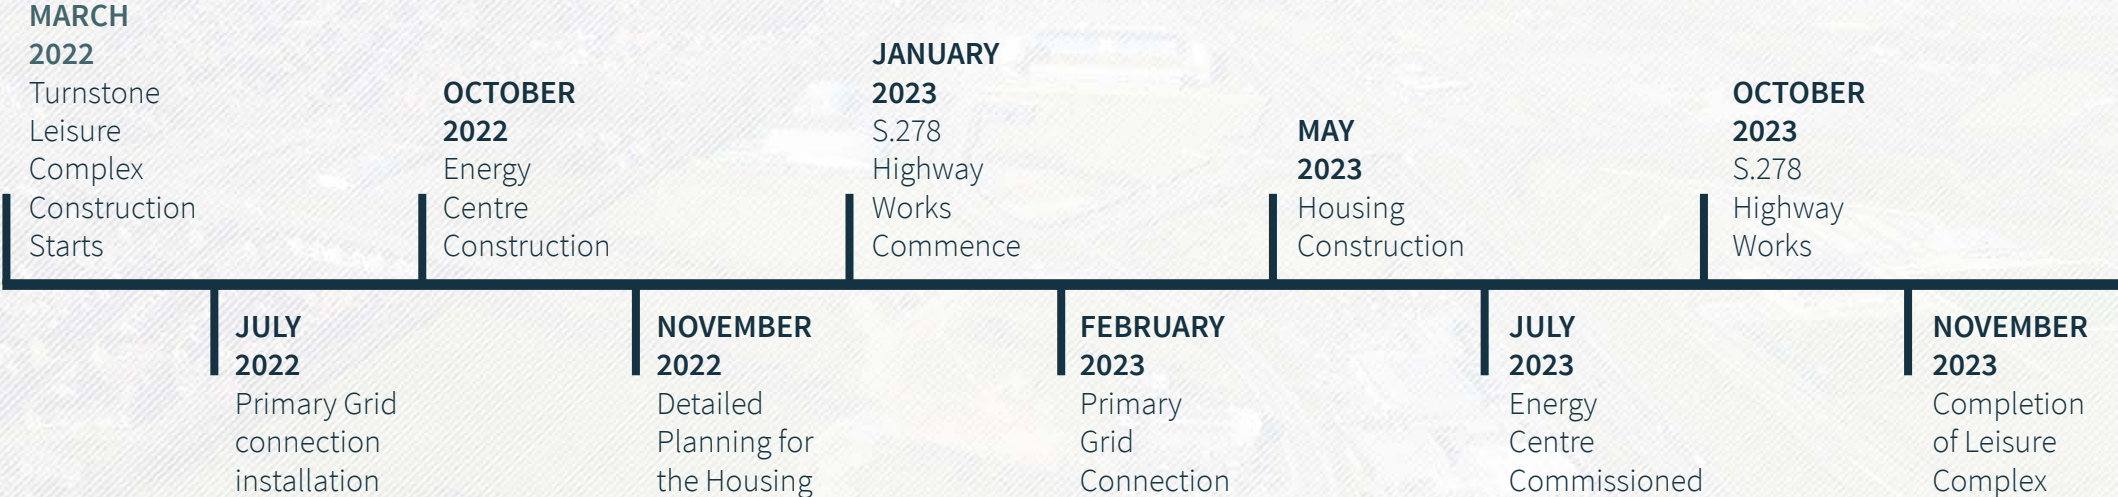 MARCH
2022
Turnstone
Leisure
Complex
Construction
Starts
OCTOBER
2022
Energy
Centre
Construction
JANUARY
2023
S.278
Highway
Works
Commence
MAY
2023
Housing
Construction
OCTOBER
2023
S.278
Highway
Works
JULY
2022
Primary Grid
connection
installation
NOVEMBER
2022
Detailed
Planning for
the Housing
FEBRUARY
2023
Primary
Grid
Connection
JULY
2023
Energy
Centre
Commissioned
NOVEMBER
2023
Completion
of Leisure
Complex